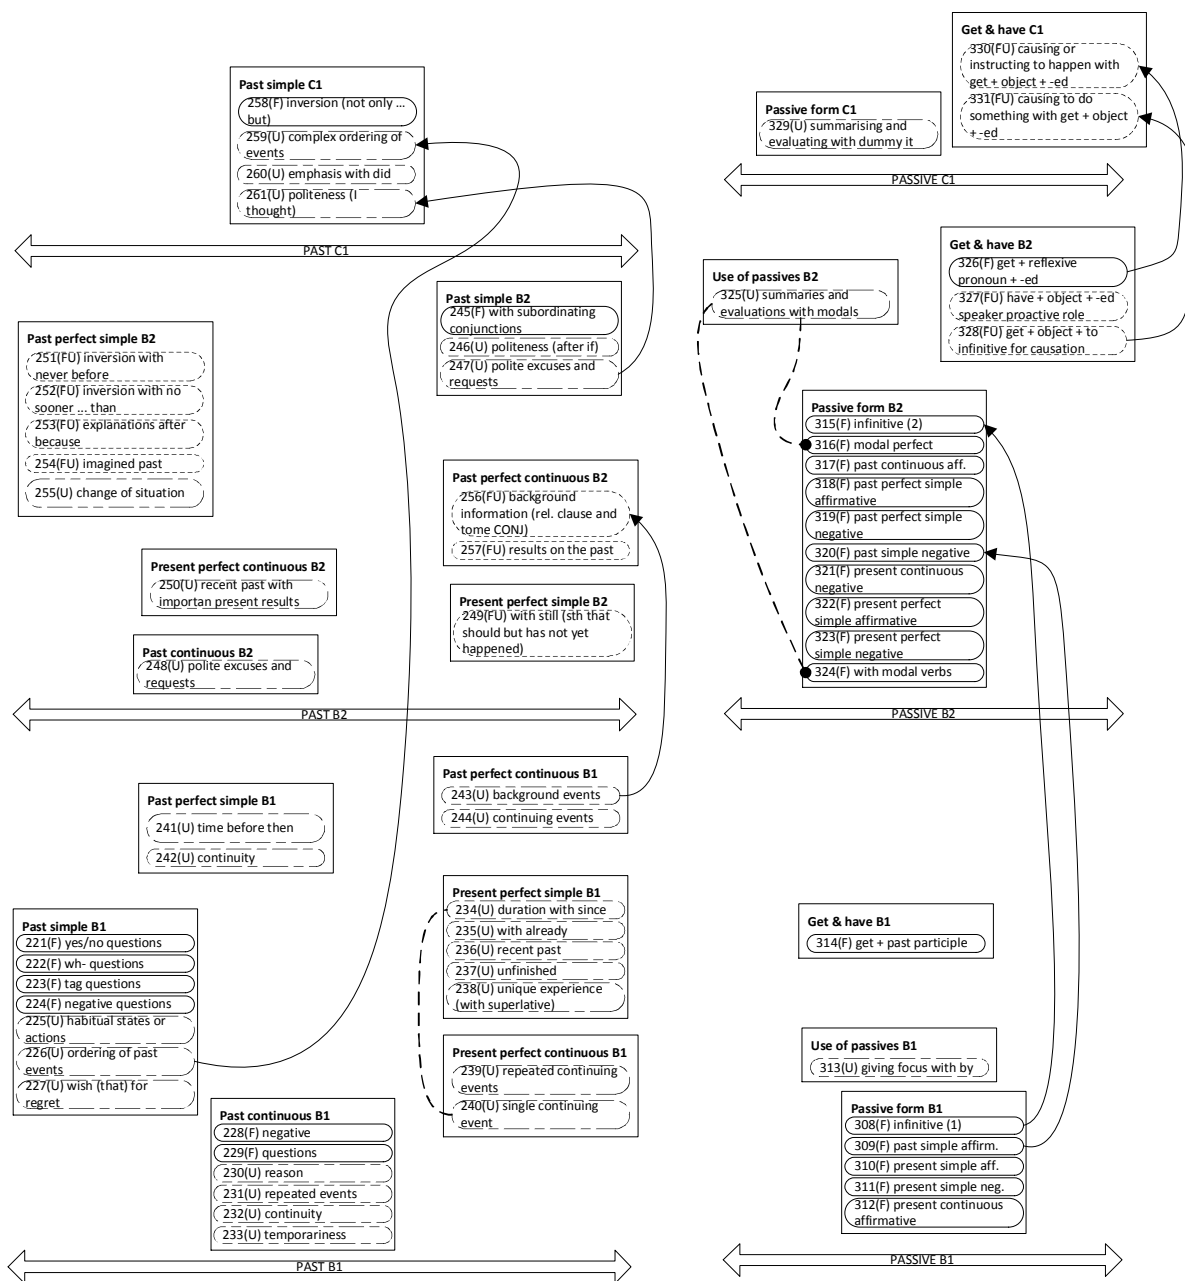 Past simple C1
258(F) inversion (not only ...
but)
259(U) complex ordering of
events
260(U) emphasis with did
261(U) politeness (I
thought)
PAST C1
Past simple B2
245(F) with subordinating
conjunctions
246(U) politeness (after if)
247(U) polite excuses and
requests
Past perfect simple B2
251(FU) inversion with
never before
252(FU) inversion with no
sooner ... than
253(FU) explanations after
because
254(FU) imagined past
255(U) change of situation
Past perfect continuous B2
256(FU) background
information (rel. clause and
tome CONJ)
257(FU) results on the past
Present perfect continuous B2
250(U) recent past with
importan present results
Present perfect simple B2
249(FU) with still (sth that
should but has not yet
happened)
Past continuous B2
248(U) polite excuses and
requests
PAST B2
Past perfect continuous B1
243(U) background events
244(U) continuing events
Past perfect simple B1
241(U) time before then
242(U) continuity
Present perfect simple B1
234(U) duration with since
235(U) with already
236(U) recent past
237(U) unfinished
238(U) unique experience
(with superlative)
Past simple B1
221(F) yes/no questions
222(F) wh- questions
223(F) tag questions
224(F) negative questions
225(U) habitual states or
actions
226(U) ordering of past
events
227(U) wish (that) for
regret
Present perfect continuous B1
239(U) repeated continuing
events
240(U) single continuing
event
Past continuous B1
228(F) negative
229(F) questions
230(U) reason
231(U) repeated events
232(U) continuity
233(U) temporariness
PAST B1
Get & have C1
330(FU) causing or
instructing to happen with
get + object + -ed
331(FU) causing to do
something with get + object
+ -ed
Passive form C1
329(U) summarising and
evaluating with dummy it
PASSIVE C1
Get & have B2
326(F) get + reflexive
pronoun + -ed
327(FU) have + object + -ed
speaker proactive role
328(FU) get + object + to
infinitive for causation
Use of passives B2
325(U) summaries and
evaluations with modals
Passive form B2
315(F) infinitive (2)
316(F) modal perfect
317(F) past continuous aff.
318(F) past perfect simple
affirmative
319(F) past perfect simple
negative
320(F) past simple negative
321(F) present continuous
negative
322(F) present perfect
simple affirmative
323(F) present perfect
simple negative
324(F) with modal verbs
PASSIVE B2
Get & have B1
314(F) get + past participle
Use of passives B1
313(U) giving focus with by
Passive form B1
308(F) infinitive (1)
309(F) past simple affirm.
310(F) present simple aff.
311(F) present simple neg.
312(F) present continuous
affirmative
PASSIVE B1